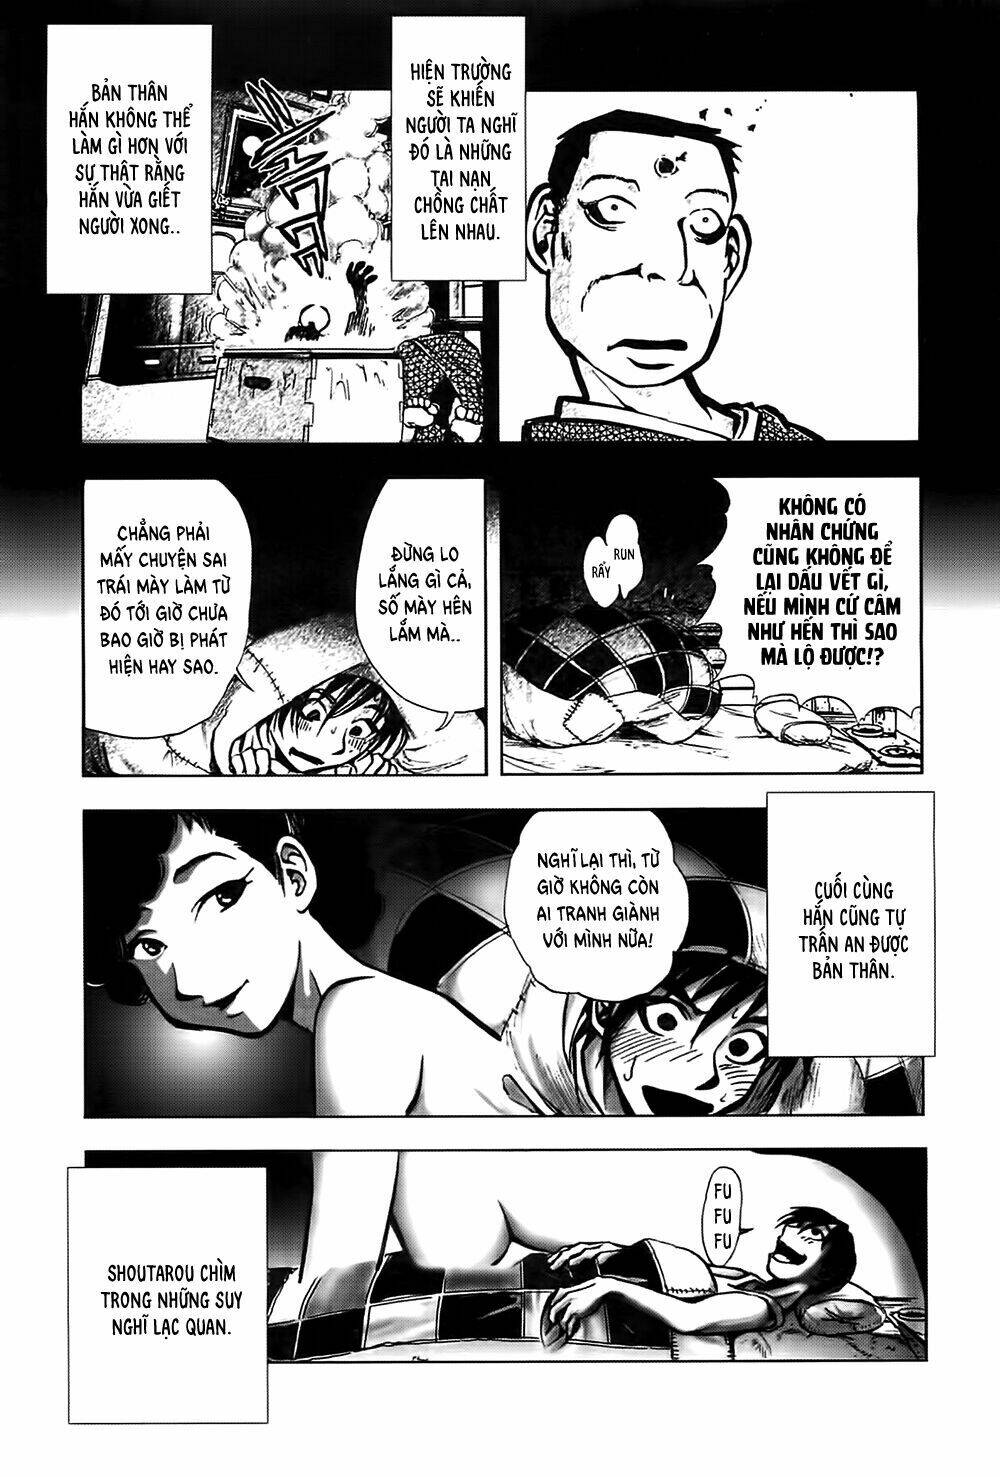 BẢN THÂN
HẮN KHÔNG THỂ
LÀM GÌ HƠN VỚI
SỰ THẬT RẰNG
HẮN VỪA GIẾT
NGƯỜI XONG..
HIỆN TRƯỜNG
SẼ KHIẾN
NGƯỜI TA NGHĨ
ĐÓ LÀ NHỮNG
TAI NẠN
CHỒNG CHẤT
LÊN NHAU.
CHẲNG PHẢI
MẤY CHUYỆN SAI
TRÁI MÀY LÀM TỪ
ĐÓ TỚI GIỜ CHƯA
BAO GIỜ BỊ PHÁT
HIỆN HAY SAO.
ĐỪNG LO
LẮNG GÌ CẢ,
SỐ MÀY HÊN
LẮM MÀ..
RUN
RẨY
KHÔNG CÓ
NHÂN CHỨNG
CŨNG KHÔNG ĐỂ
LẠI DẤU VẾT GÌ,
NẾU MÌNH CỨ CÂM
NHƯ HẾN THÌ SAO
MÀ LỘ ĐƯỢC!?
NGHĨ LẠI THÌ, TỪ
GIỜ KHÔNG CÒN
AI TRANH GIÀNH
VỚI MÌNH NỮA!
CUỐI CÙNG
HẮN CŨNG TỰ
TRẤN AN ĐƯỢC
BẢN THÂN.
SHOUTAROU CHÌM
TRONG NHỮNG SUY
NGHĨ LẠC QUAN.
FU
FU
FU